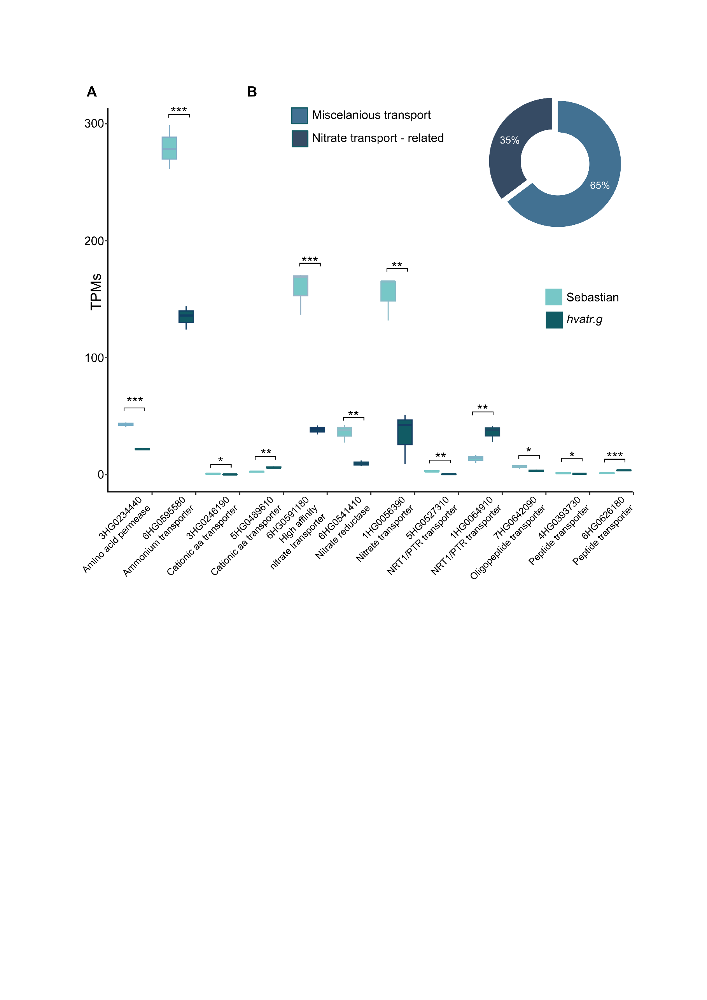 A
B
Miscelanious transport
Nitrate transport - related
35%
65%
TPMs
300
200
100
0
***
***
*
**
***
**
**
**
**
*
*
***
Sebastian
hvatr.g
3HG0234440
Amino acid permease
6HG0595580
Ammonium transporter
3HG0246190
Cationic aa transporter
5HG0489610
Cationic aa transporter
6HG0591180
High affinity
nitrate transporter
6HG0541410
Nitrate reductase
1HG0056390
Nitrate transporter
5HG0527310
NRT1/PTR transporter
1HG0064910
NRT1/PTR transporter
7HG0642090
Oligopeptide transporter
4HG0393730
Peptide transporter
6HG0626180
Peptide transporter